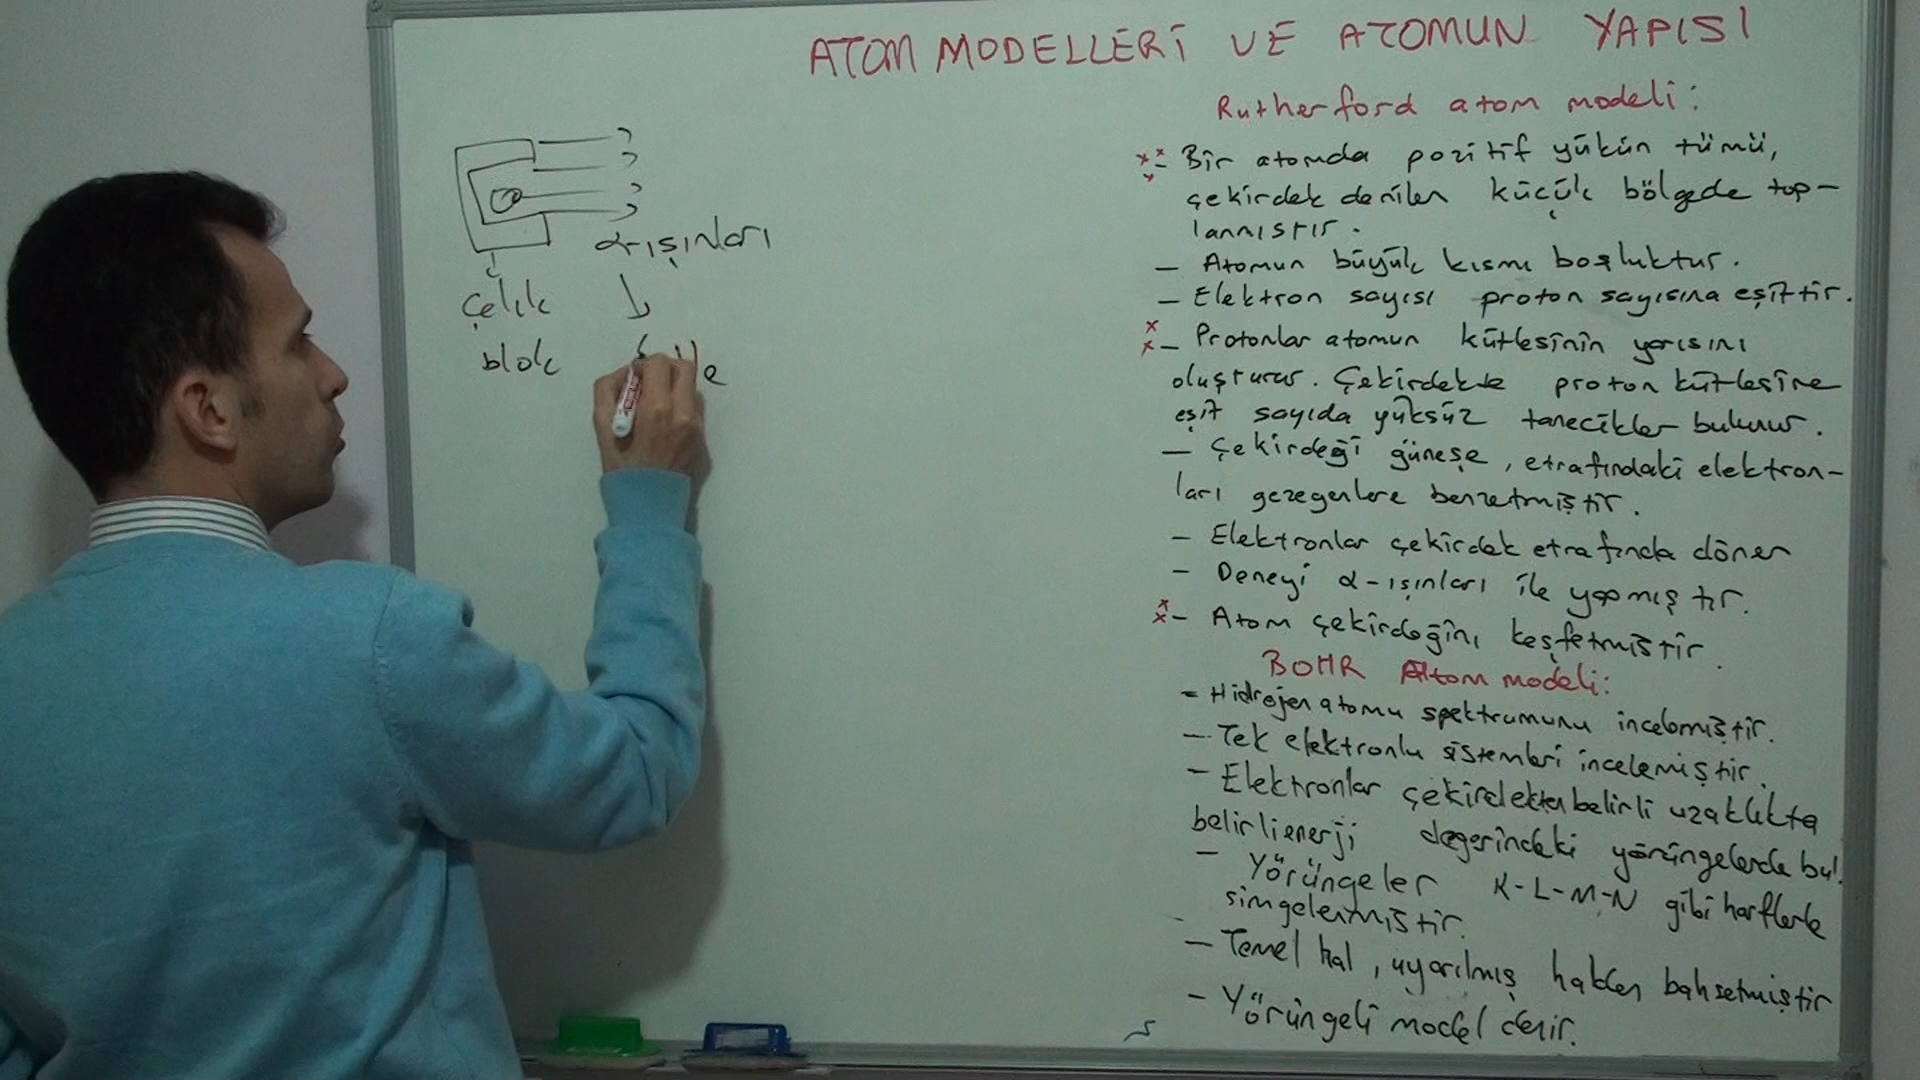 ATOM MODELLERİ VE ATOMUN YAPISI
Rutherford atom modeli:
- Bir atomda pozitif yükün tümü,
çekirdek denilen küçük bölgede top-
lanmıştır.
- Atomun büyük kısmı boşluktur.
- Elektron sayısı proton sayısına eşittir.
- Protonlar atomun kütlesinin yarısını
oluşturur. Çekirdekte proton kütlesine
eşit sayıda yüksüz tanecikler bulunur.
- Çekirdeği güneşe, etrafındaki elektron-
ları gezegenlere benzetmiştir.
- Elektronlar çekirdek etrafında döner
- Deneyi α-ışınları ile yapmıştır.
- Atom çekirdeğini keşfetmiştir.
BOHR Atom modeli:
- Hidrojen atomu spektrumunu incelemiştir.
- Tek elektronlu sistemleri incelemiştir.
- Elektronlar çekirdekten belirli uzaklıkta
belirli enerji değerindeki yörüngelerde bul.
- Yörüngeler K-L-M-N gibi harflerle
simgelenmiştir.
- Temel hal, uyarılmış halden bahsetmiştir
- Yörüngeli model denir.
α-ışınları
çelik
blok
He